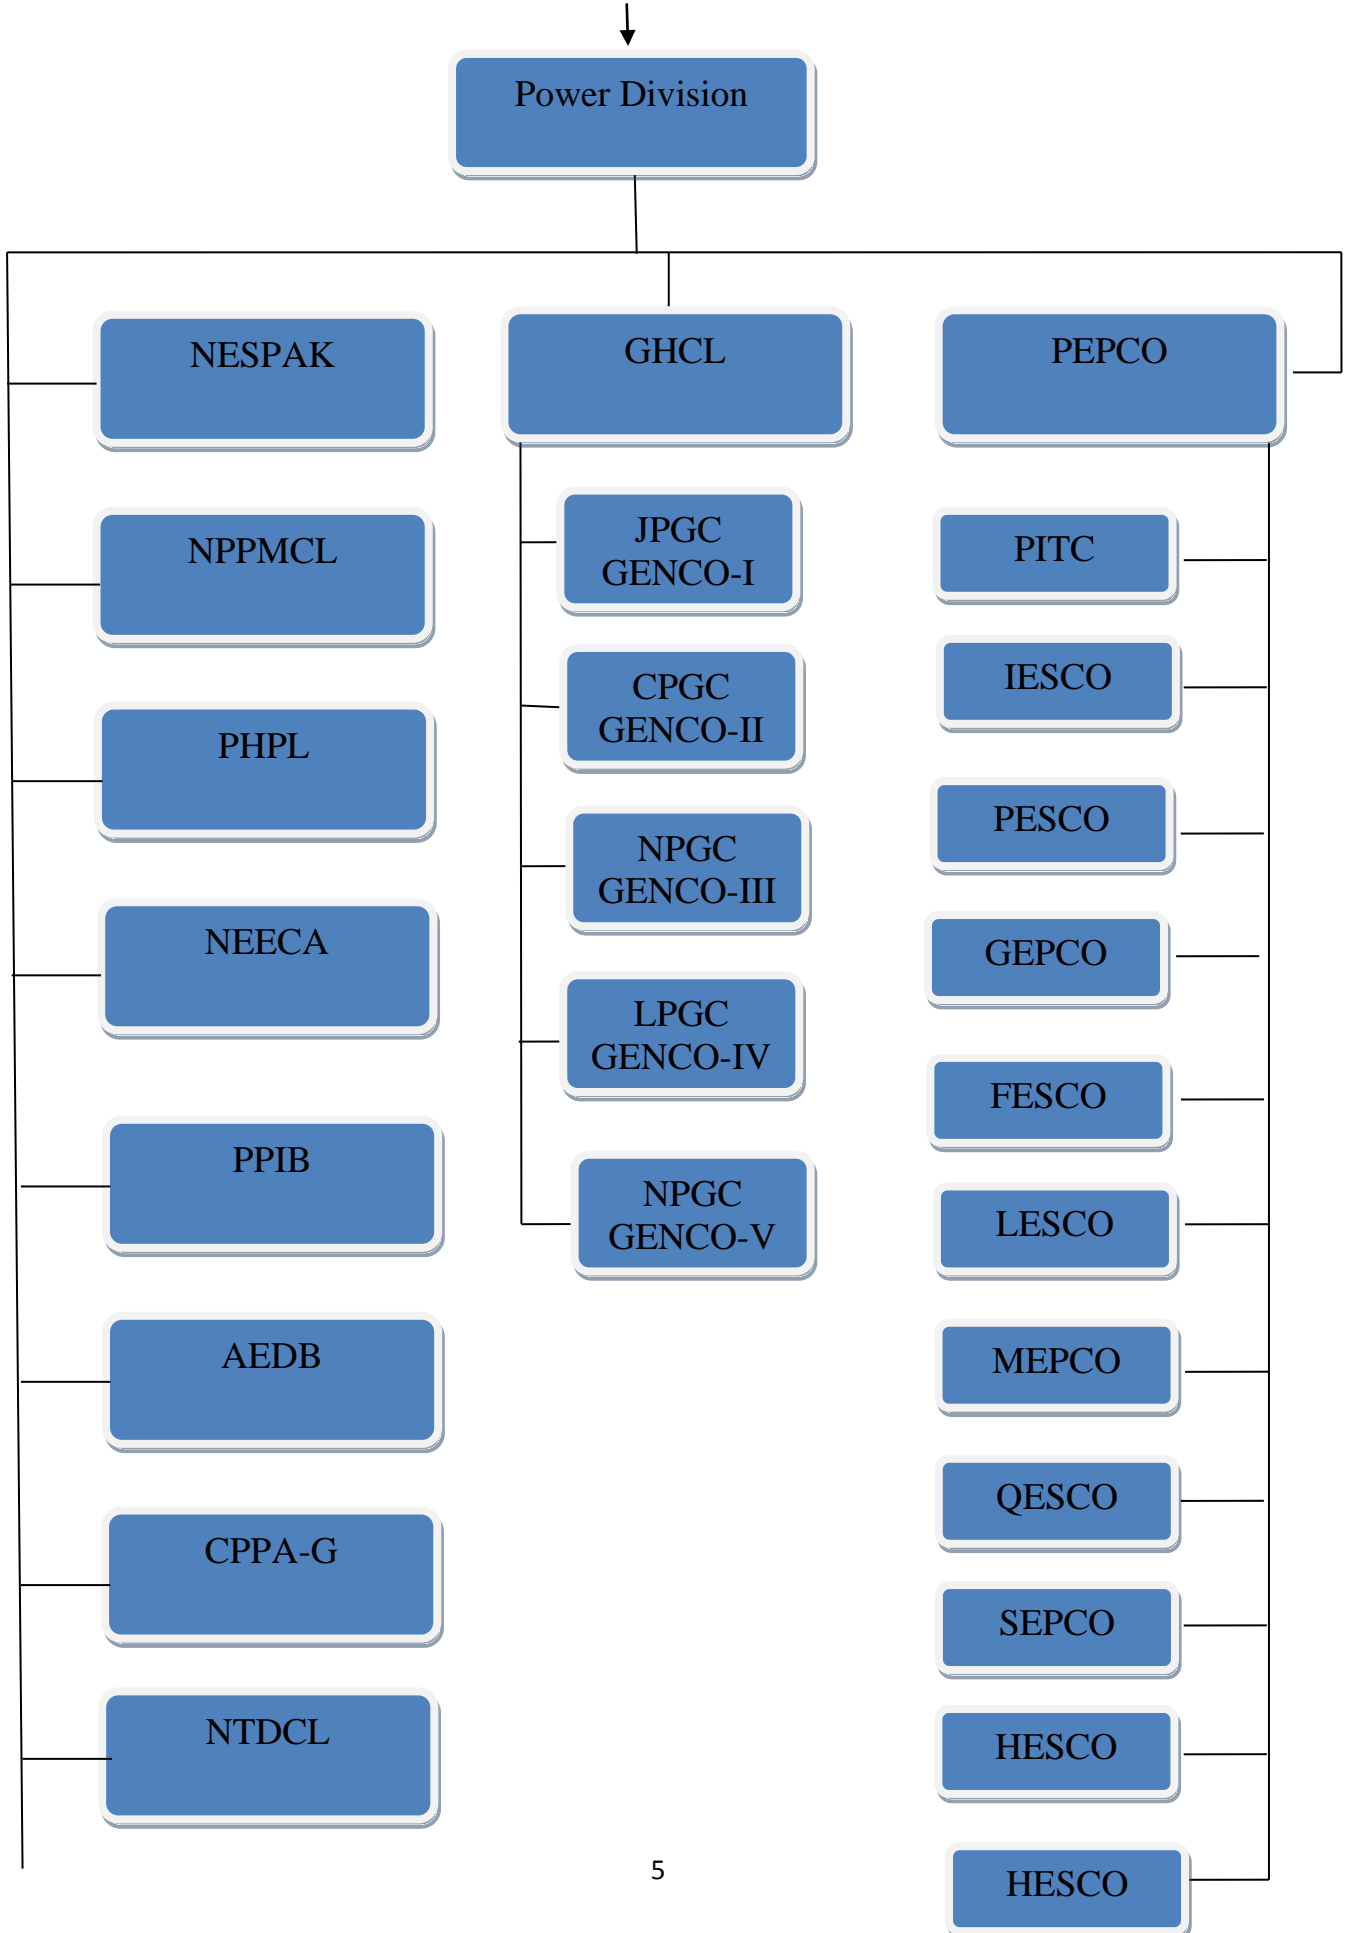 Power Division
NESPAK
NPPMCL
PHPL
NEECA
PPIB
AEDB
CPPA-G
NTDCL
GHCL
JPGC
GENCO-I
CPGC
GENCO-II
NPGC
GENCO-III
LPGC
GENCO-IV
NPGC
GENCO-V
PEPCO
PITC
IESCO
PESCO
GEPCO
FESCO
LESCO
MEPCO
QESCO
SEPCO
HESCO
HESCO
5